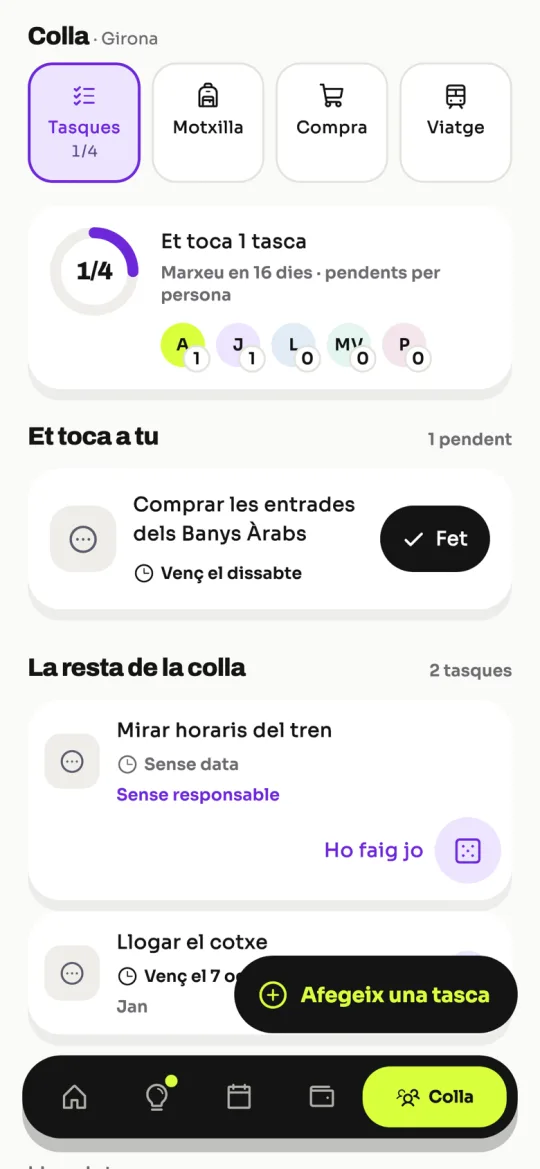 Colla · Girona
Tasques
1/4
Motxilla
Compra
Viatge
1/4
Et toca 1 tasca
Marxeu en 16 dies · pendents per
persona
A 1
J 1
L 0
MV 0
P 0
Et toca a tu
1 pendent
Comprar les entrades
dels Banys Àrabs
Fet
Venç el dissabte
La resta de la colla
2 tasques
Mirar horaris del tren
Sense data
Sense responsable
Ho faig jo
Llogar el cotxe
Venç el 7
Jan
Afegeix una tasca
Colla